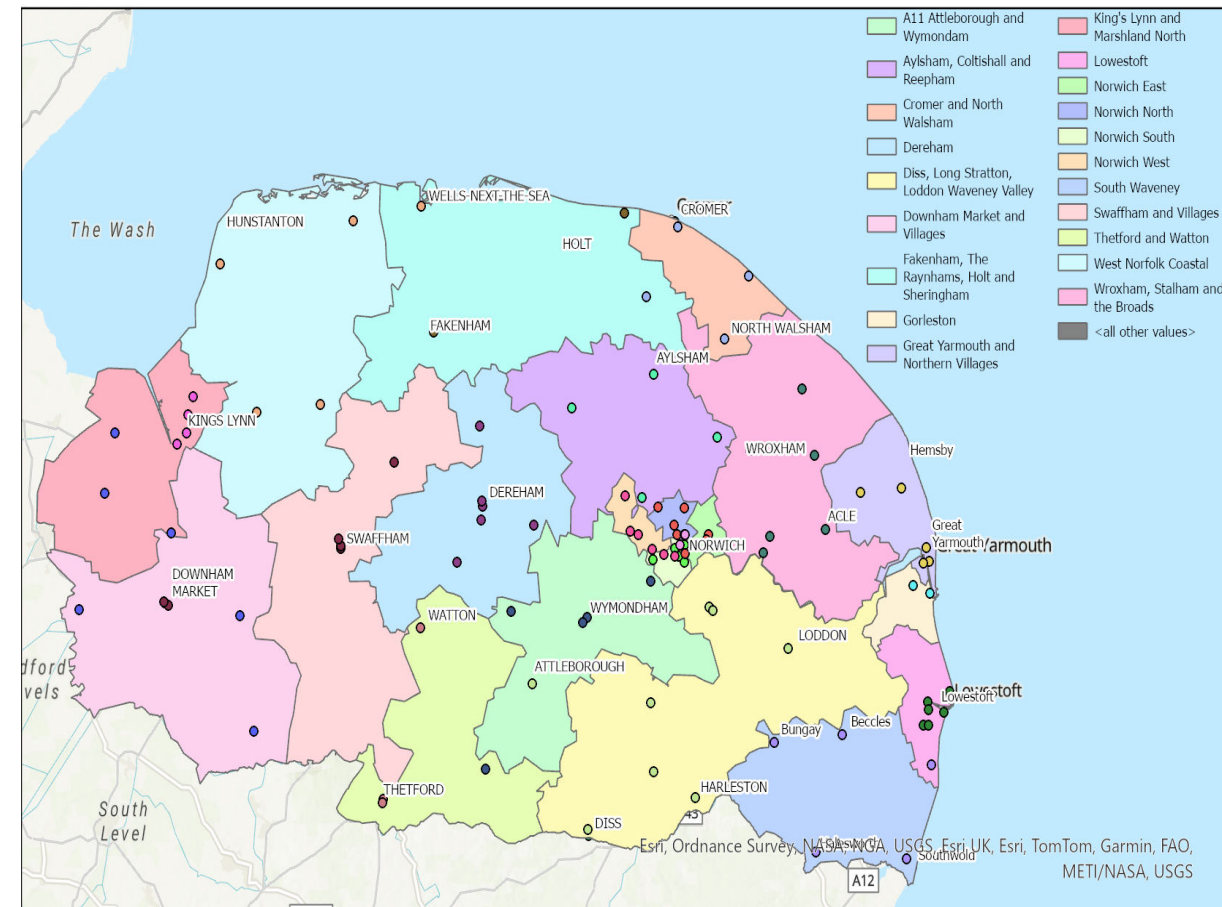 A11 Attleborough and
Wymondam
Aylsham, Coltishall and
Reepham
Cromer and North
Walsham
Dereham
Diss, Long Stratton,
Loddon Waveney Valley
Downham Market and
Villages
Fakenham, The
Raynhams, Holt and
Sheringham
Gorleston
Great Yarmouth and
Northern Villages
King's Lynn and
Marshland North
Lowestoft
Norwich East
Norwich North
Norwich South
Norwich West
South Waveney
Swaffham and Villages
Thetford and Watton
West Norfolk Coastal
Wroxham, Stalham and
the Broads
<all other values>
The Wash
HUNSTANTON
WELLS-NEXT-THE-SEA
CROMER
HOLT
FAKENHAM
NORTH WALSHAM
AYLSHAM
KINGS LYNN
WROXHAM
Hemsby
DEREHAM
ACLE
SWAFFHAM
NORWICH
Great
Yarmouth
Great Yarmouth
DOWNHAM
MARKET
WATTON
WYMONDHAM
LODDON
ATTLEBOROUGH
Lowestoft
Lowestoft
Bungay
Beccles
THETFORD
HARLESTON
South
Level
DISS
Southwold
A12
Esri, Ordnance Survey, NASA, NGA, USGS, Esri UK, Esri, TomTom, Garmin, FAO,
METI/NASA, USGS